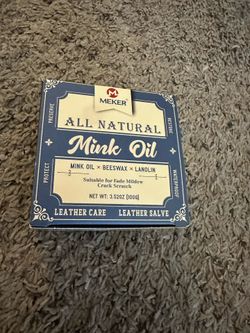 MEKER
ALL NATURAL
Mink Oil
MINK OIL × BEESWAX × LANOLIN
Suitable for Fade Mildew
Crack Scratch
NET WT: 3.52OZ (100G)
LEATHER CARE LEATHER SALVE
PRESERVE
PROTECT
RESTORE
WATERPROOF